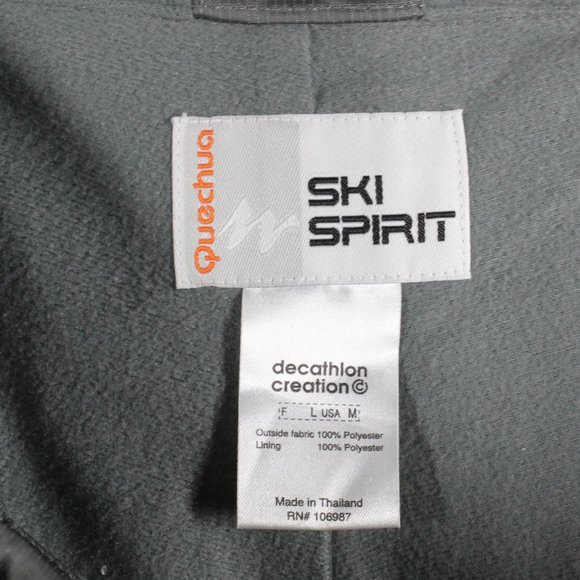 Quechua
SKI
SPIRIT
decathlon
creation©
F L USA M
Outside fabric 100% Polyester
Lining 100% Polyester
Made in Thailand
RN# 106987